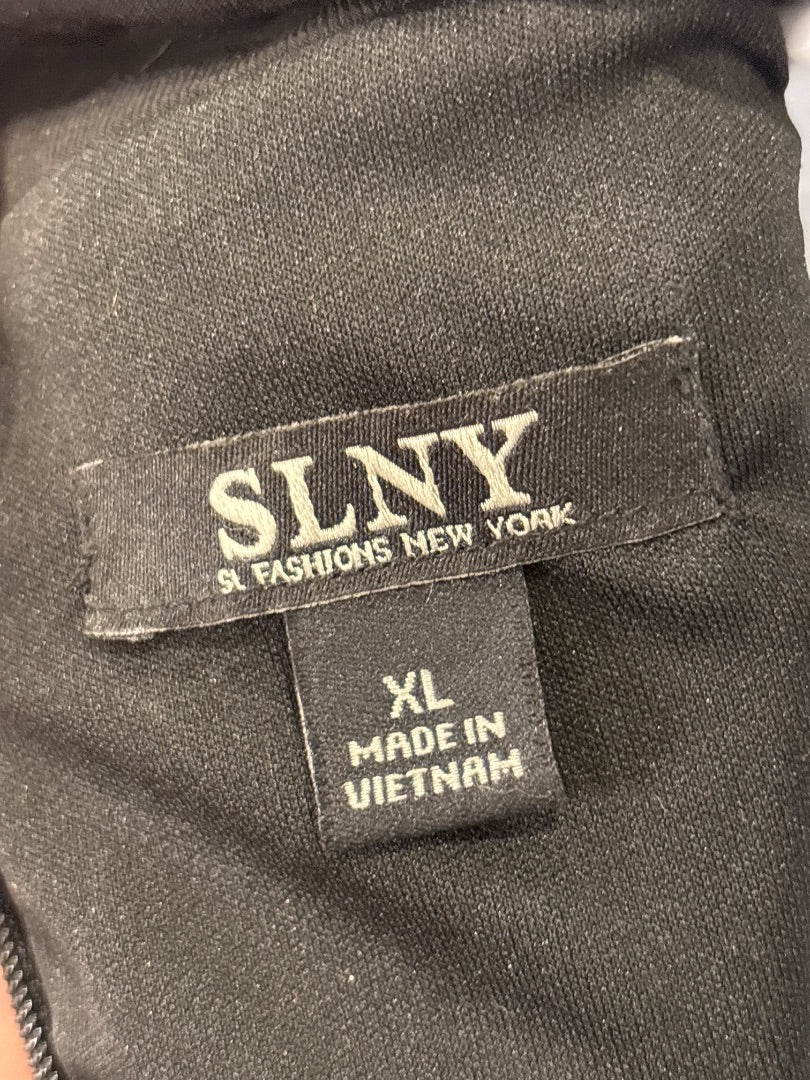 SLNY
SL FASHIONS NEW YORK
XL
MADE IN
VIETNAM